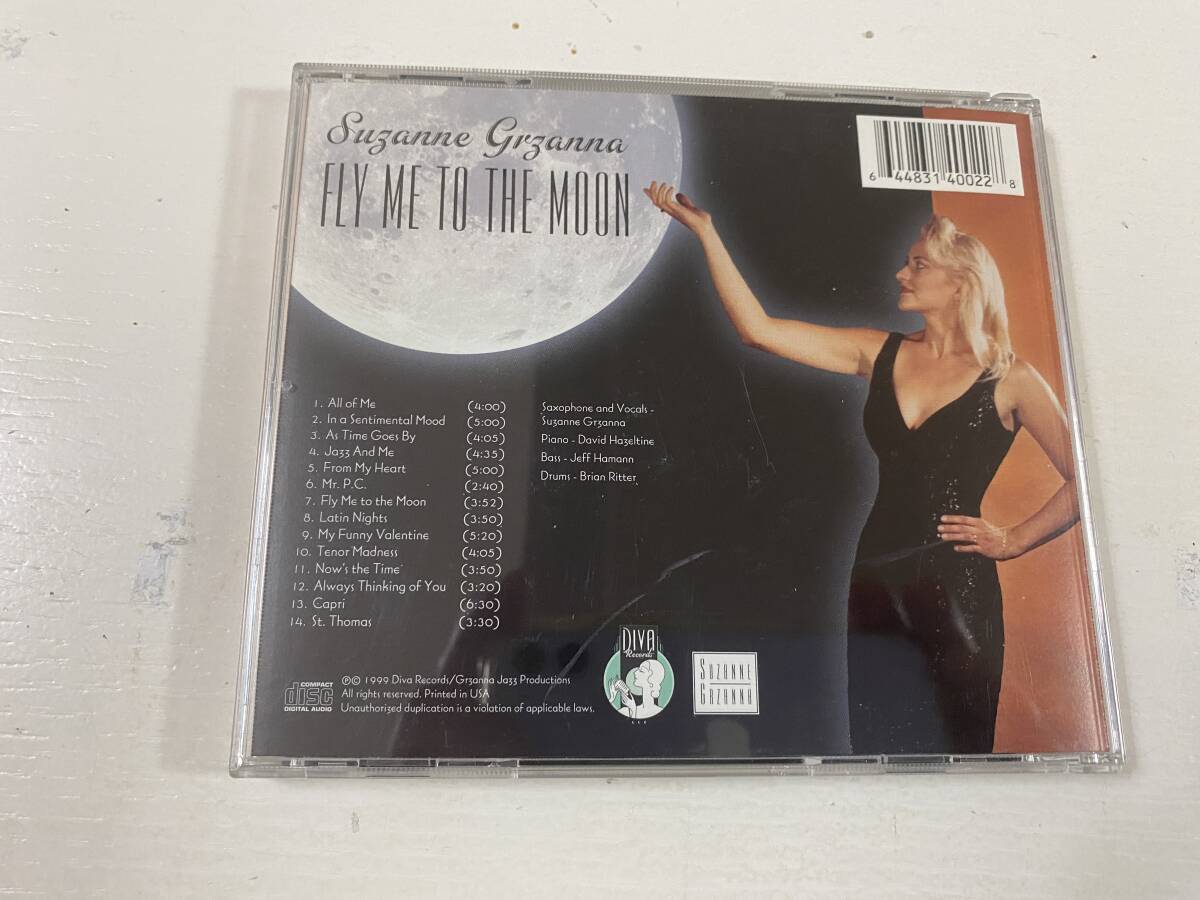 Suzanne Grzanna
FLY ME TO THE MOON
6 44831 40022 8
1. All of Me (4:00)
2. In a Sentimental Mood (5:00)
3. As Time Goes By (4:05)
4. Jazz And Me (4:35)
5. From My Heart (5:00)
6. Mr. P.C. (2:40)
7. Fly Me to the Moon (3:52)
8. Latin Nights (3:50)
9. My Funny Valentine (5:20)
10. Tenor Madness (4:05)
11. Now's the Time (3:50)
12. Always Thinking of You (3:20)
13. Capri (6:30)
14. St. Thomas (3:30)
Saxophone and Vocals -
Suzanne Grzanna
Piano - David Hazeltine
Bass - Jeff Hamann
Drums - Brian Ritter
COMPACT
disc
DIGITAL AUDIO
℗© 1999 Diva Records/Grzanna Jazz Productions
All rights reserved. Printed in USA
Unauthorized duplication is a violation of applicable laws.
DIVA
Records
SUZANNE
GRZANNA